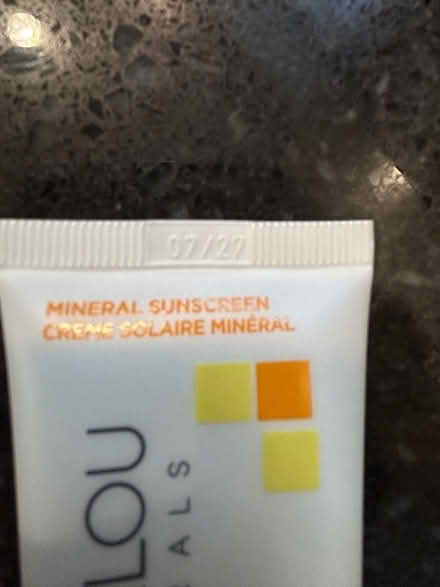 07/27
MINERAL SUNSCREEN
CRÈME SOLAIRE MINÉRAL
LOU
ALS